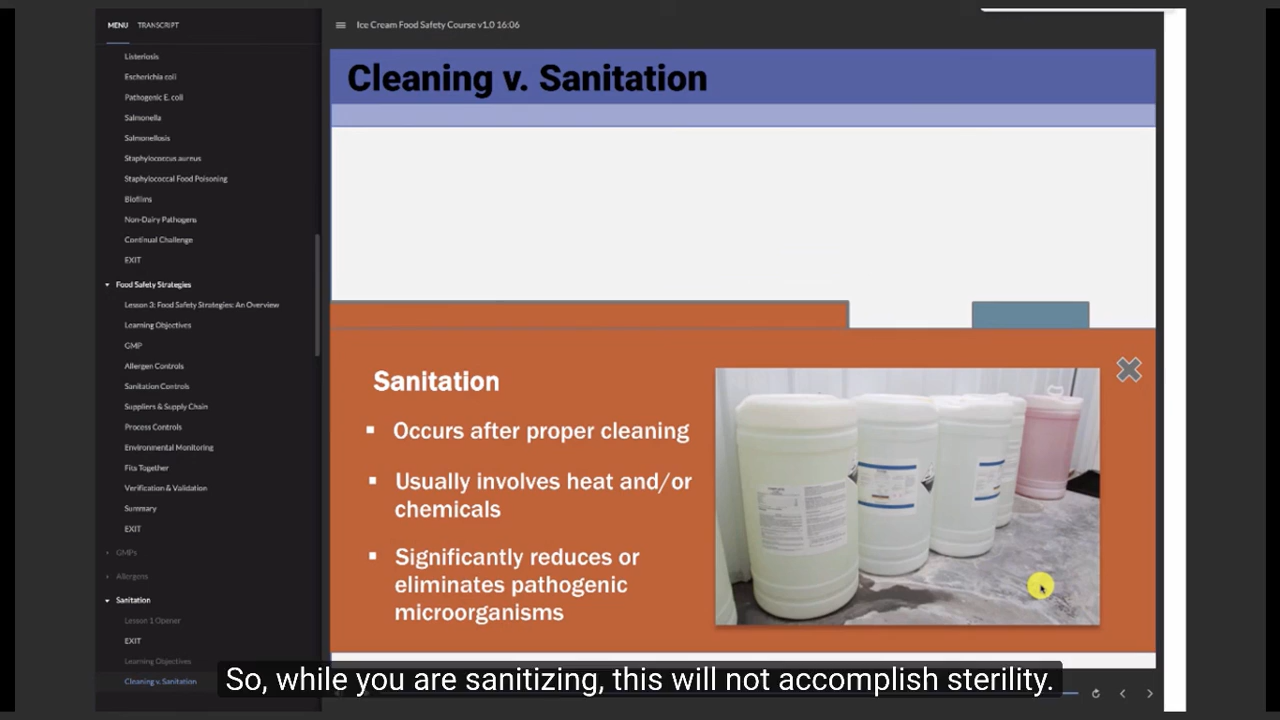 MENU
TRANSCRIPT
Ice Cream Food Safety Course v1.0 16:06
Listeriosis
Escherichia coli
Pathogenic E. coli
Salmonella
Salmonellosis
Staphylococcus aureus
Staphylococcal Food Poisoning
Biofilms
Non-Dairy Pathogens
Continual Challenge
EXIT
Food Safety Strategies
Lesson 3: Food Safety Strategies: An Overview
Learning Objectives
GMP
Allergen Controls
Sanitation Controls
Suppliers & Supply Chain
Process Controls
Environmental Monitoring
Fits Together
Verification & Validation
Summary
EXIT
GMPs
Allergens
Sanitation
Lesson 1 Opener
EXIT
Learning Objectives
Cleaning v. Sanitation
Cleaning v. Sanitation
Sanitation
▪ Occurs after proper cleaning
▪ Usually involves heat and/or
chemicals
▪ Significantly reduces or
eliminates pathogenic
microorganisms
So, while you are sanitizing, this will not accomplish sterility.